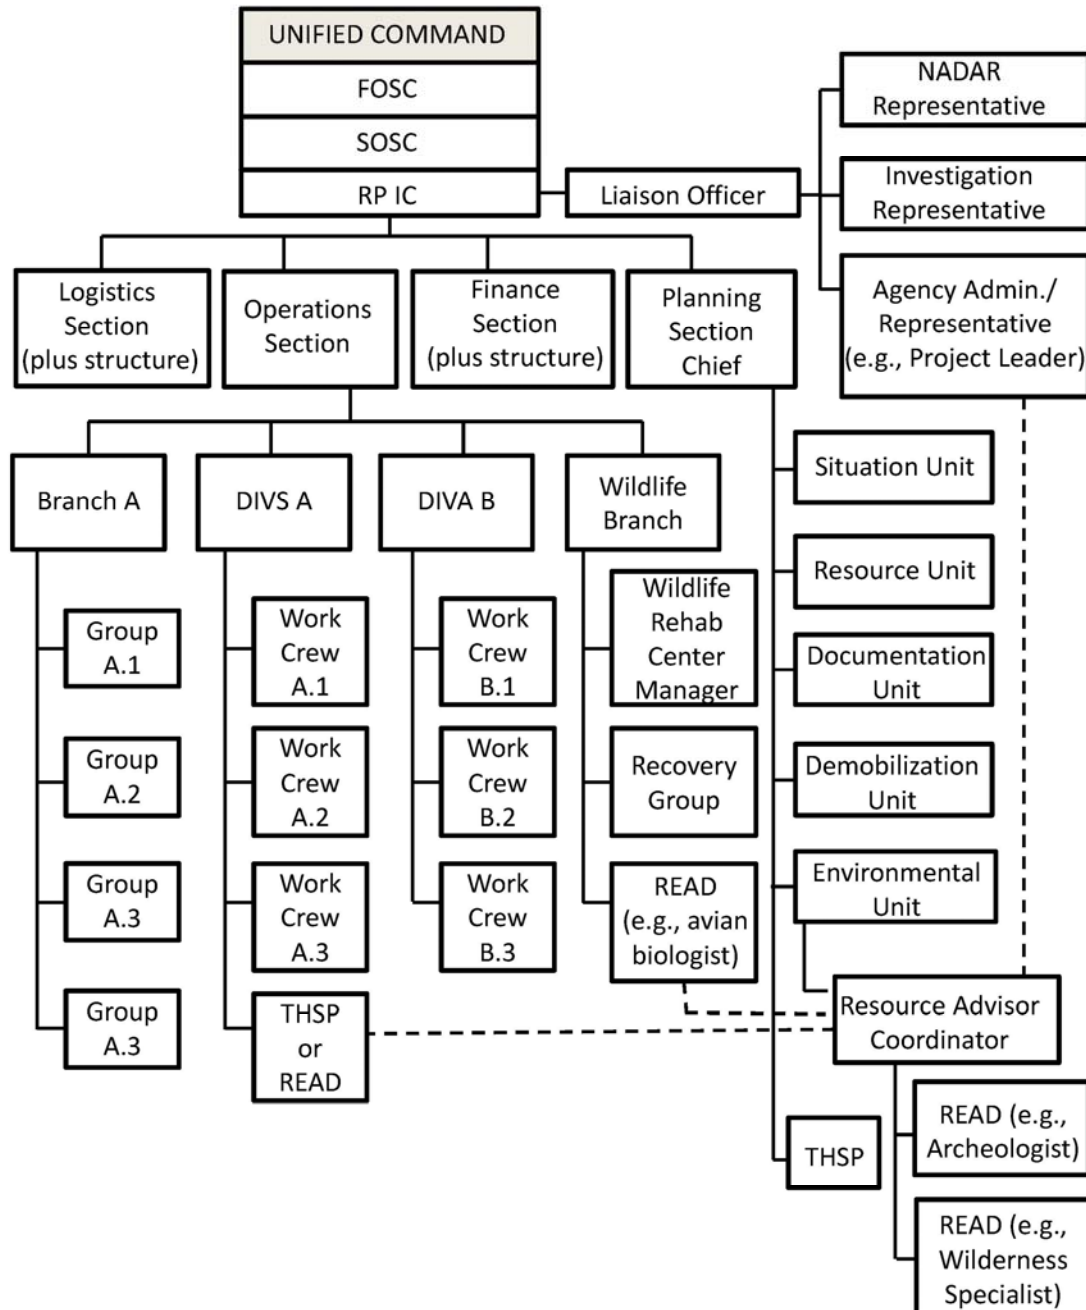 UNIFIED COMMAND
FOSC
SOSC
RP IC
Liaison Officer
NADAR
Representative
Investigation
Representative
Agency Admin./
Representative
(e.g., Project Leader)
Logistics
Section
(plus structure)
Operations
Section
Finance
Section
(plus structure)
Planning
Section
Chief
Branch A
DIVS A
DIVA B
Wildlife
Branch
Group
A.1
Group
A.2
Group
A.3
Group
A.3
Work
Crew
A.1
Work
Crew
A.2
Work
Crew
A.3
THSP
or
READ
Work
Crew
B.1
Work
Crew
B.2
Work
Crew
B.3
Wildlife
Rehab
Center
Manager
Recovery
Group
READ
(e.g., avian
biologist)
Situation Unit
Resource Unit
Documentation
Unit
Demobilization
Unit
Environmental
Unit
Resource Advisor
Coordinator
THSP
READ (e.g.,
Archeologist)
READ (e.g.,
Wilderness
Specialist)